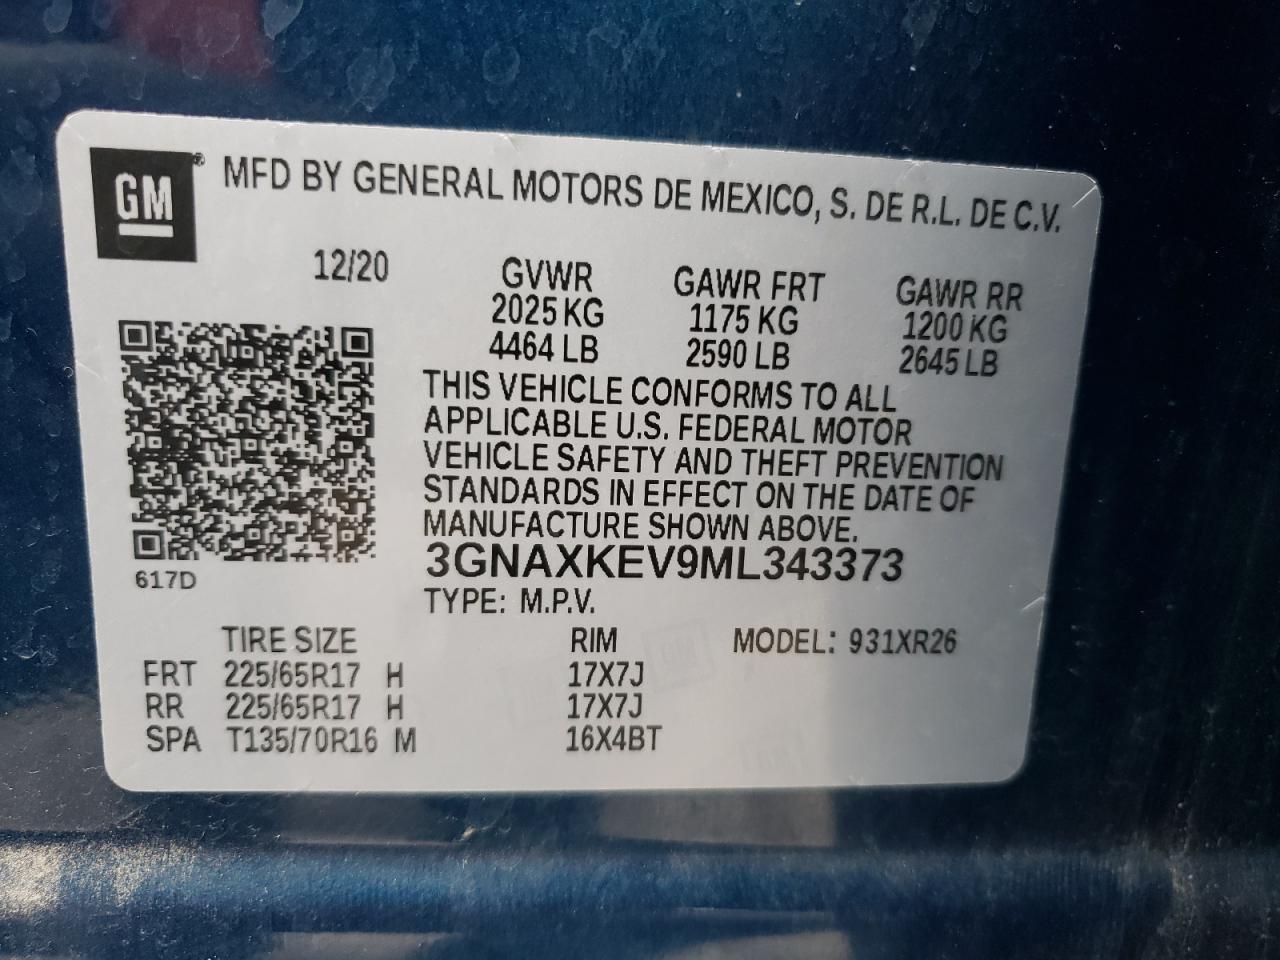 GM® MFD BY GENERAL MOTORS DE MEXICO, S. DE R.L. DE C.V.
12/20 GVWR GAWR FRT GAWR RR
2025 KG 1175 KG 1200 KG
4464 LB 2590 LB 2645 LB
THIS VEHICLE CONFORMS TO ALL
APPLICABLE U.S. FEDERAL MOTOR
VEHICLE SAFETY AND THEFT PREVENTION
STANDARDS IN EFFECT ON THE DATE OF
MANUFACTURE SHOWN ABOVE.
3GNAXKEV9ML343373
617D
TYPE: M.P.V.
TIRE SIZE RIM MODEL: 931XR26
FRT 225/65R17 H 17X7J
RR 225/65R17 H 17X7J
SPA T135/70R16 M 16X4BT